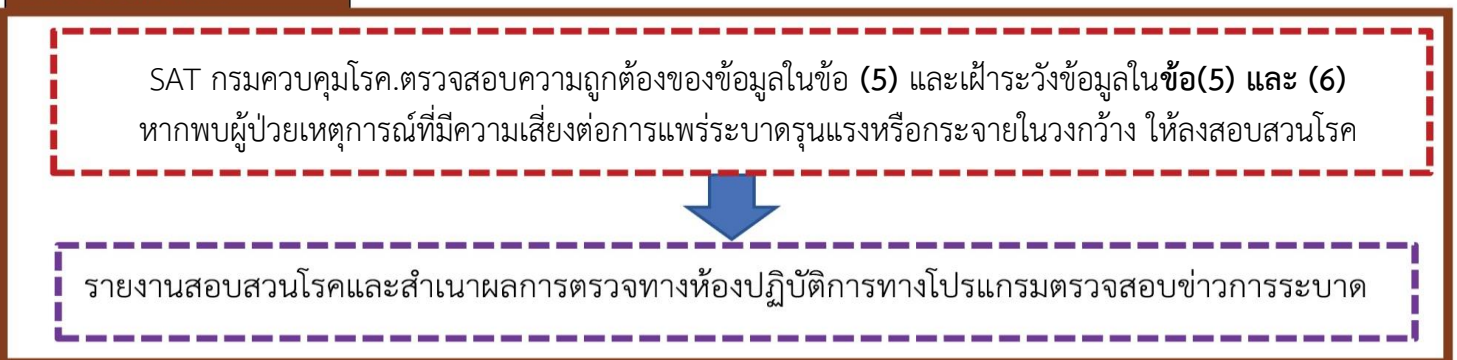 SAT กรมควบคุมโรค.ตรวจสอบความถูกต้องของข้อมูลในข้อ (5) และเฝ้าระวังข้อมูลในข้อ(5) และ (6)
หากพบผู้ป่วยเหตุการณ์ที่มีความเสี่ยงต่อการแพร่ระบาดรุนแรงหรือกระจายในวงกว้าง ให้ลงสอบสวนโรค
รายงานสอบสวนโรคและสำเนาผลการตรวจทางห้องปฏิบัติการทางโปรแกรมตรวจสอบข่าวการระบาด